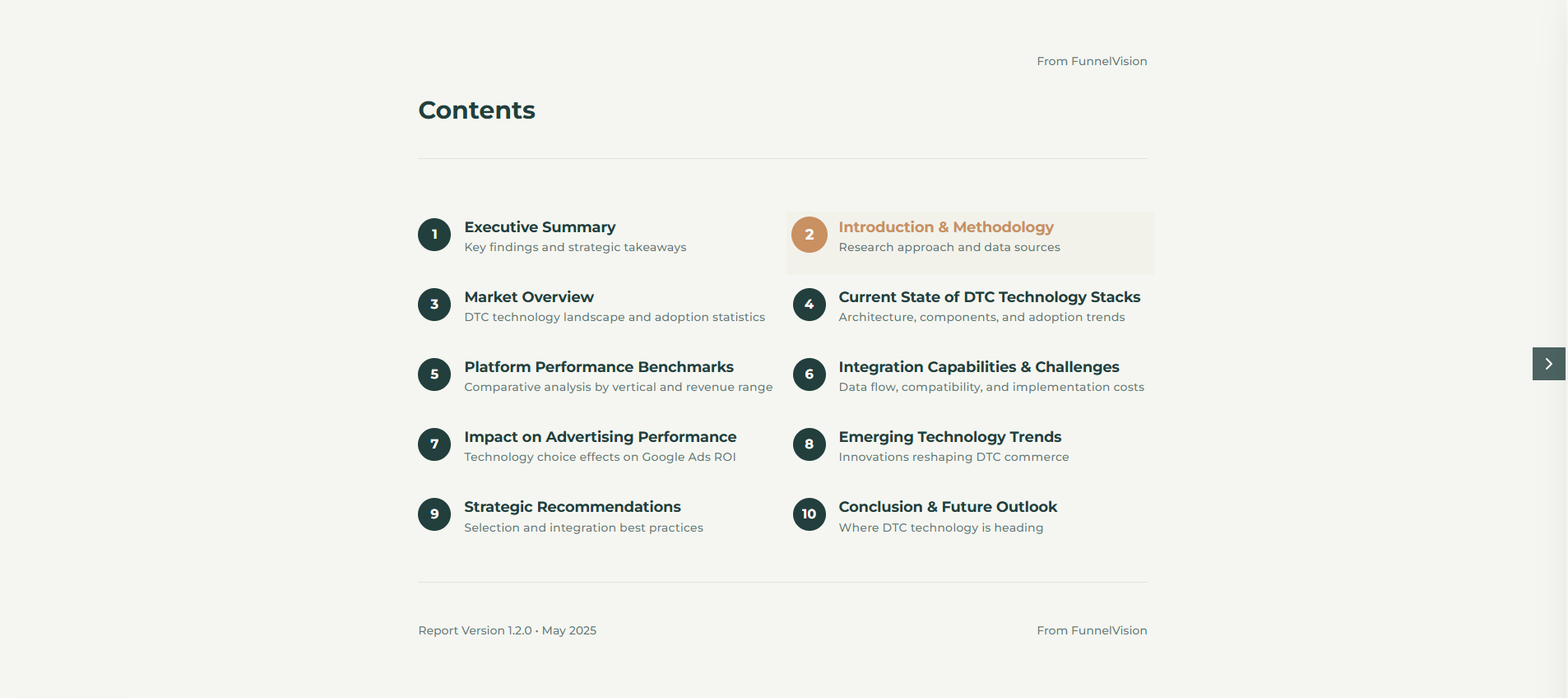 From FunnelVision
Contents
1
Executive Summary
Key findings and strategic takeaways
2
Introduction & Methodology
Research approach and data sources
3
Market Overview
DTC technology landscape and adoption statistics
4
Current State of DTC Technology Stacks
Architecture, components, and adoption trends
5
Platform Performance Benchmarks
Comparative analysis by vertical and revenue range
6
Integration Capabilities & Challenges
Data flow, compatibility, and implementation costs
7
Impact on Advertising Performance
Technology choice effects on Google Ads ROI
8
Emerging Technology Trends
Innovations reshaping DTC commerce
9
Strategic Recommendations
Selection and integration best practices
10
Conclusion & Future Outlook
Where DTC technology is heading
Report Version 1.2.0 • May 2025
From FunnelVision